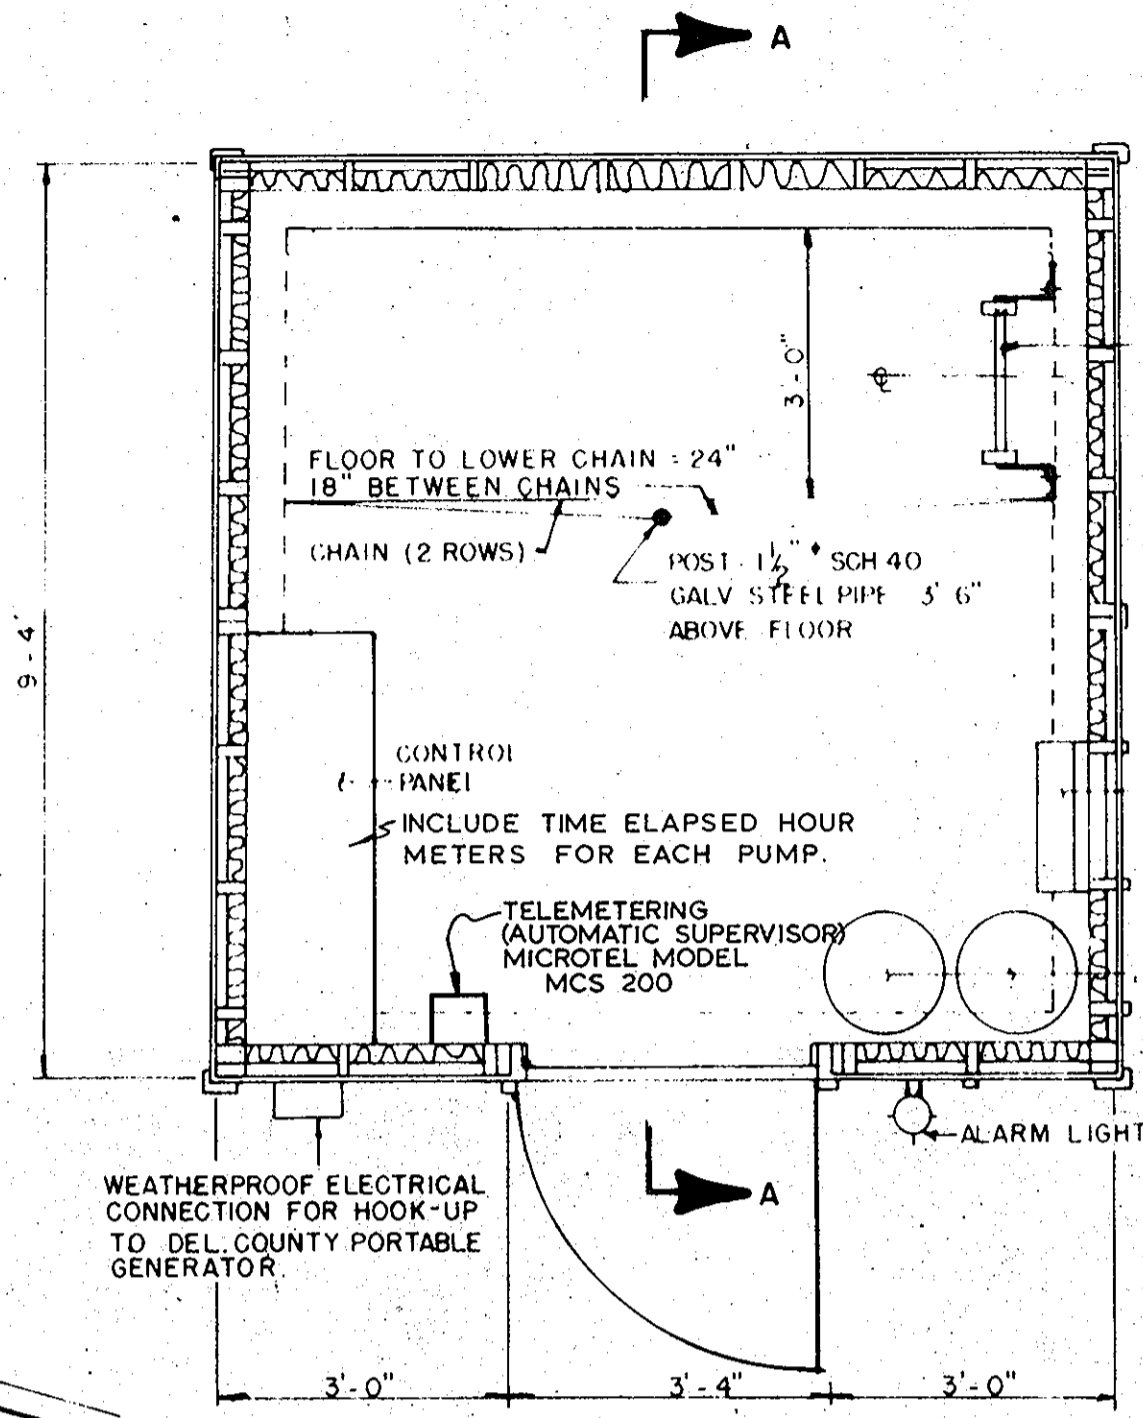 A
3'-0"
FLOOR TO LOWER CHAIN = 24"
18" BETWEEN CHAINS
CHAIN (2 ROWS)
POST - 1 1/2" SCH 40
GALV STEEL PIPE 3' 6"
ABOVE FLOOR
9-4'
CONTROL
PANEL
INCLUDE TIME ELAPSED HOUR
METERS FOR EACH PUMP.
TELEMETERING
(AUTOMATIC SUPERVISOR)
MICROTEL MODEL
MCS 200
ALARM LIGHT
WEATHERPROOF ELECTRICAL
CONNECTION FOR HOOK-UP
TO DEL. COUNTY PORTABLE
GENERATOR.
A
3'-0"
3'-4"
3'-0"